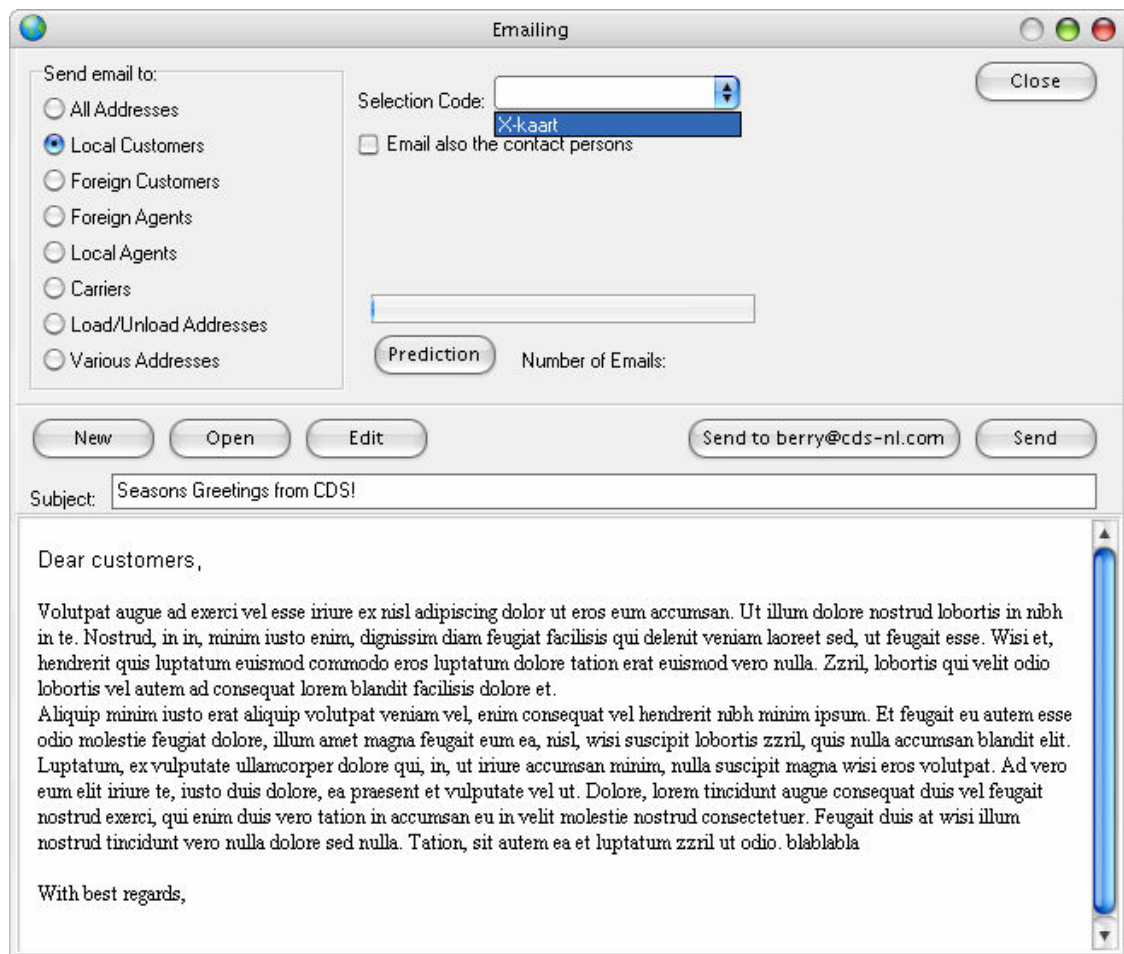 Emailing
Send email to:
All Addresses
Local Customers
Foreign Customers
Foreign Agents
Local Agents
Carriers
Load/Unload Addresses
Various Addresses
Selection Code:
X-kaart
Email also the contact persons
Close
Prediction
Number of Emails:
New
Open
Edit
Send to berry@cds-nl.com
Send
Subject:
Seasons Greetings from CDS!
Dear customers,
Volutpat augue ad exerci vel esse iriure ex nisl adipiscing dolor ut eros eum accumsan. Ut illum dolore nostrud lobortis in nibh
in te. Nostrud, in in, minim iusto enim, dignissim diam feugiat facilisis qui delenit veniam laoreet sed, ut feugait esse. Wisi et,
hendrerit quis luptatum euismod commodo eros luptatum dolore tation erat euismod vero nulla. Zzril, lobortis qui velit odio
lobortis vel autem ad consequat lorem blandit facilisis dolore et.
Aliquip minim iusto erat aliquip volutpat veniam vel, enim consequat vel hendrerit nibh minim ipsum. Et feugait eu autem esse
odio molestie feugiat dolore, illum amet magna feugait eum ea, nisl, wisi suscipit lobortis zzril, quis nulla accumsan blandit elit.
Luptatum, ex vulputate ullamcorper dolore qui, in, ut iriure accumsan minim, nulla suscipit magna wisi eros volutpat. Ad vero
eum elit iriure te, iusto duis dolore, ea praesent et vulputate vel ut. Dolore, lorem tincidunt augue consequat duis vel feugait
nostrud exerci, qui enim duis vero tation in accumsan eu in velit molestie nostrud consectetuer. Feugait duis at wisi illum
nostrud tincidunt vero nulla dolore sed nulla. Tation, sit autem ea et luptatum zzril ut odio. blablabla
With best regards,